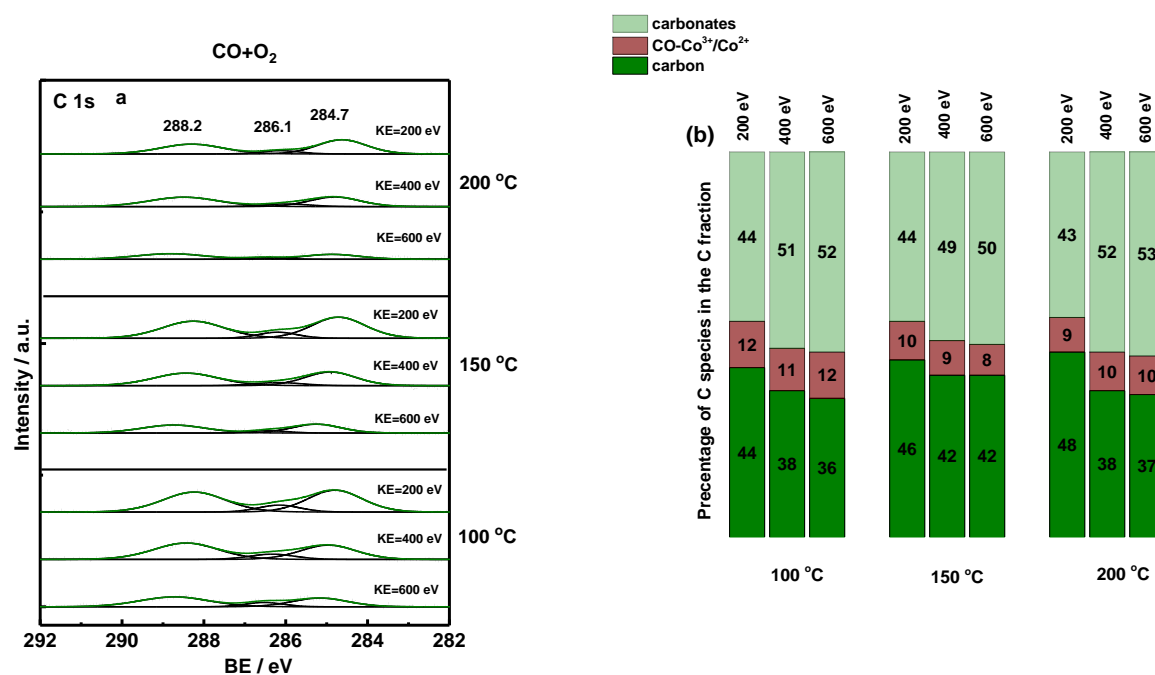 CO+O₂
C 1s a
288.2 286.1 284.7
KE=200 eV
KE=400 eV
KE=600 eV
200 °C
KE=200 eV
KE=400 eV
KE=600 eV
150 °C
KE=200 eV
KE=400 eV
KE=600 eV
100 °C
Intensity / a.u.
292 290 288 286 284 282
BE / eV
carbonates
CO-Co³⁺/Co²⁺
carbon
(b)
Precentage of C species in the C fraction
200 eV 400 eV 600 eV 200 eV 400 eV 600 eV 200 eV 400 eV 600 eV
44 51 52 44 49 50 43 52 53
12 11 12 10 9 8 9 10 10
44 38 36 46 42 42 48 38 37
100 °C 150 °C 200 °C